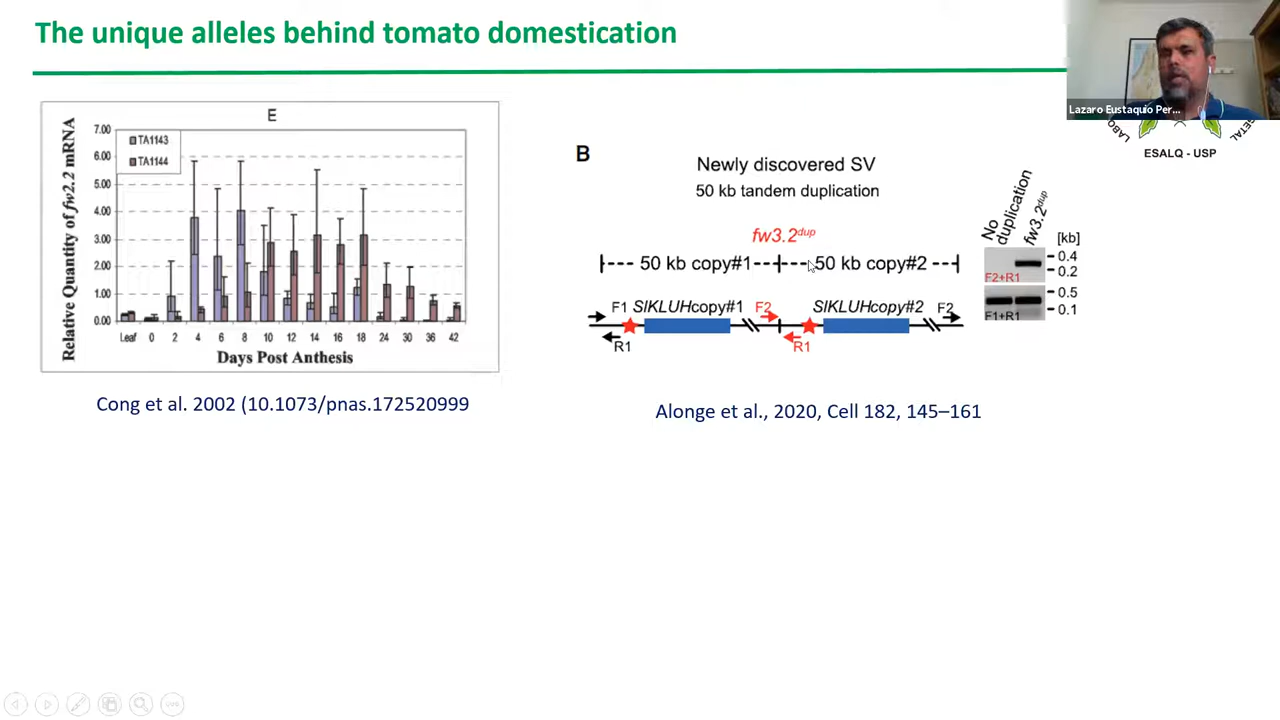 The unique alleles behind tomato domestication
Lazaro Eustaquio Per...
ESALQ - USP
E
Relative Quantity of fw2.2 mRNA
7.00
6.00
5.00
4.00
3.00
2.00
1.00
0.00
TA1143
TA1144
Leaf 0 2 4 6 8 10 12 14 16 18 24 30 36 42
Days Post Anthesis
Cong et al. 2002 (10.1073/pnas.172520999
B
Newly discovered SV
50 kb tandem duplication
fw3.2dup
50 kb copy#1 50 kb copy#2
F1 SlKLUHcopy#1 F2 SlKLUHcopy#2 F2
R1 R1
No duplication
fw3.2dup
[kb]
0.4
0.2
F2+R1
0.5
0.1
F1+R1
Alonge et al., 2020, Cell 182, 145–161